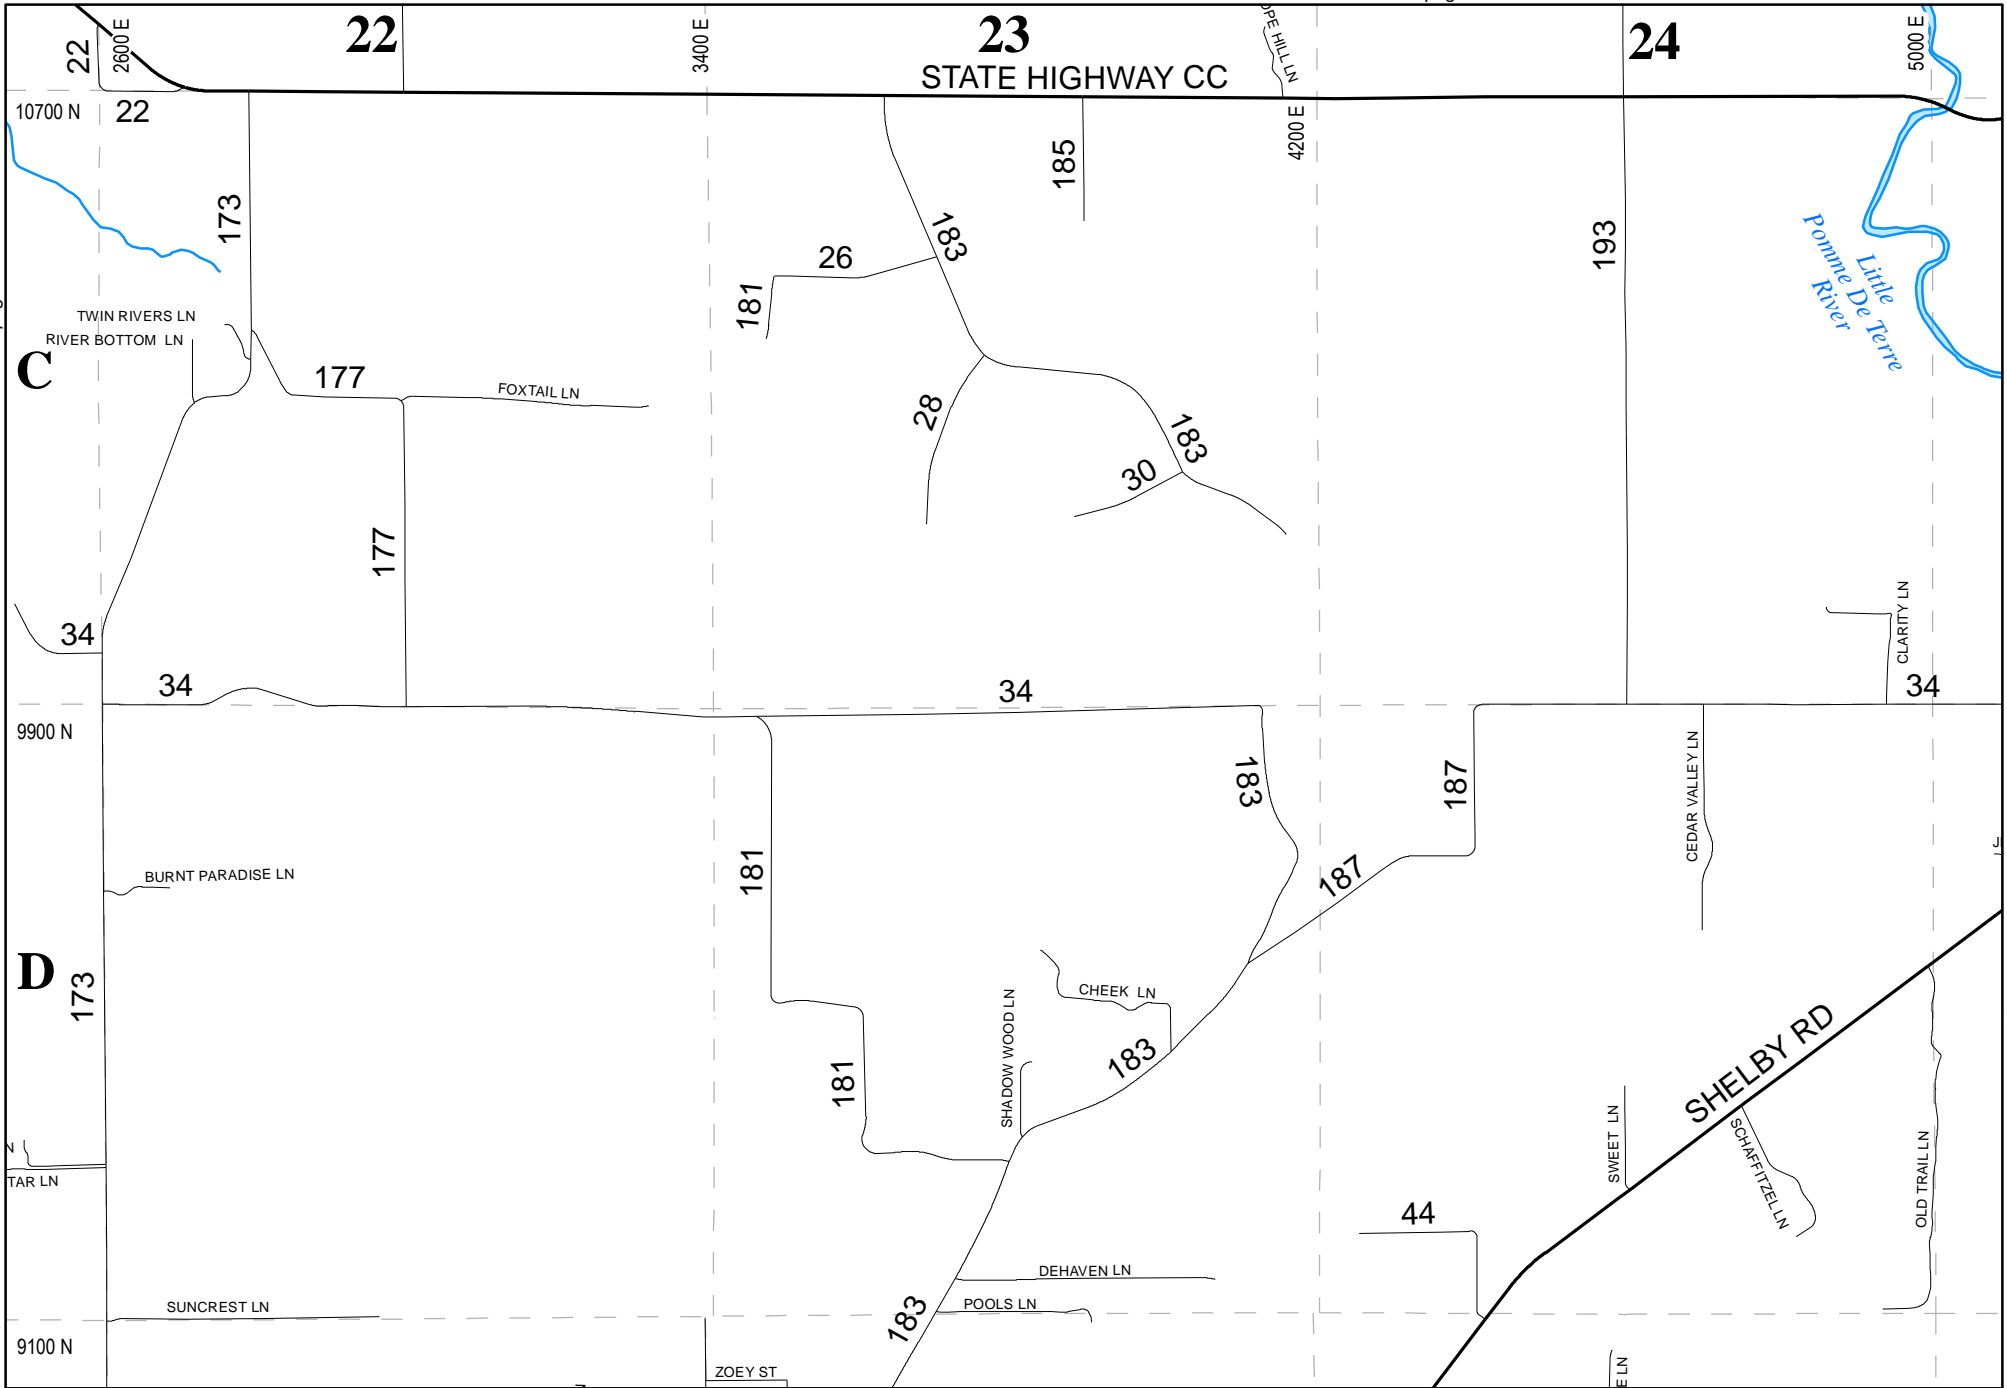 22
23
24
22
2600 E
3400 E
HILL LN
5000 E
STATE HIGHWAY CC
10700 N
22
4200 E
185
173
183
193
26
181
Little
Pomme De Terre
River
TWIN RIVERS LN
RIVER BOTTOM LN
C
177
FOXTAIL LN
28
183
30
177
CLARITY LN
34
34
34
34
9900 N
183
187
CEDAR VALLEY LN
181
187
BURNT PARADISE LN
D
173
CHEEK LN
SHADOW WOOD LN
183
181
SHELBY RD
SWEET LN
SCHAFFITZEL LN
OLD TRAIL LN
TAR LN
44
DEHAVEN LN
SUNCREST LN
POOLS LN
183
9100 N
ZOEY ST
E LN